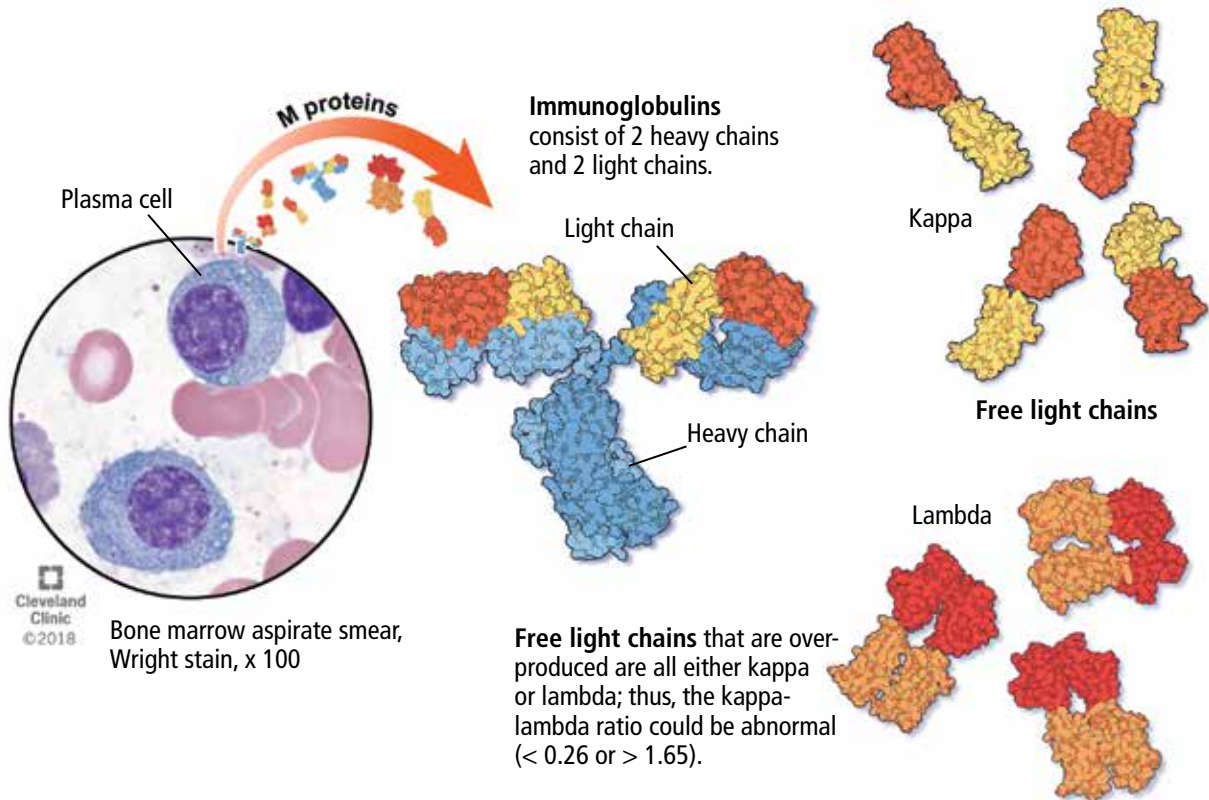 M proteins
Immunoglobulins
consist of 2 heavy chains
and 2 light chains.
Plasma cell
Light chain
Kappa
Heavy chain
Free light chains
Lambda
Cleveland
Clinic
©2018
Bone marrow aspirate smear,
Wright stain, x 100
Free light chains that are over-
produced are all either kappa
or lambda; thus, the kappa-
lambda ratio could be abnormal
(< 0.26 or > 1.65).